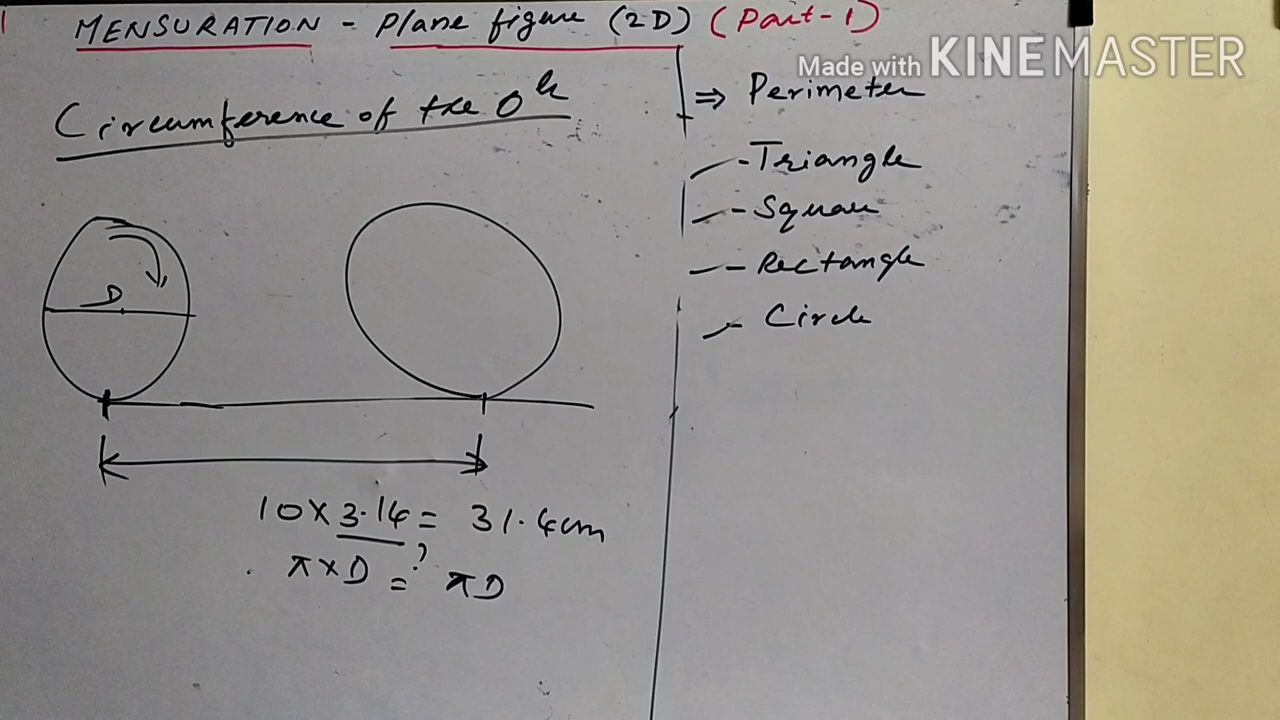 MENSURATION - Plane figure (2D) (Part-1)
Made with KINEMASTER
Circumference of the O le
D
10 x 3.14 = 31.4cm
π x D = ? πD
⇒ Perimeter
- Triangle
- Square
- Rectangle
- Circle